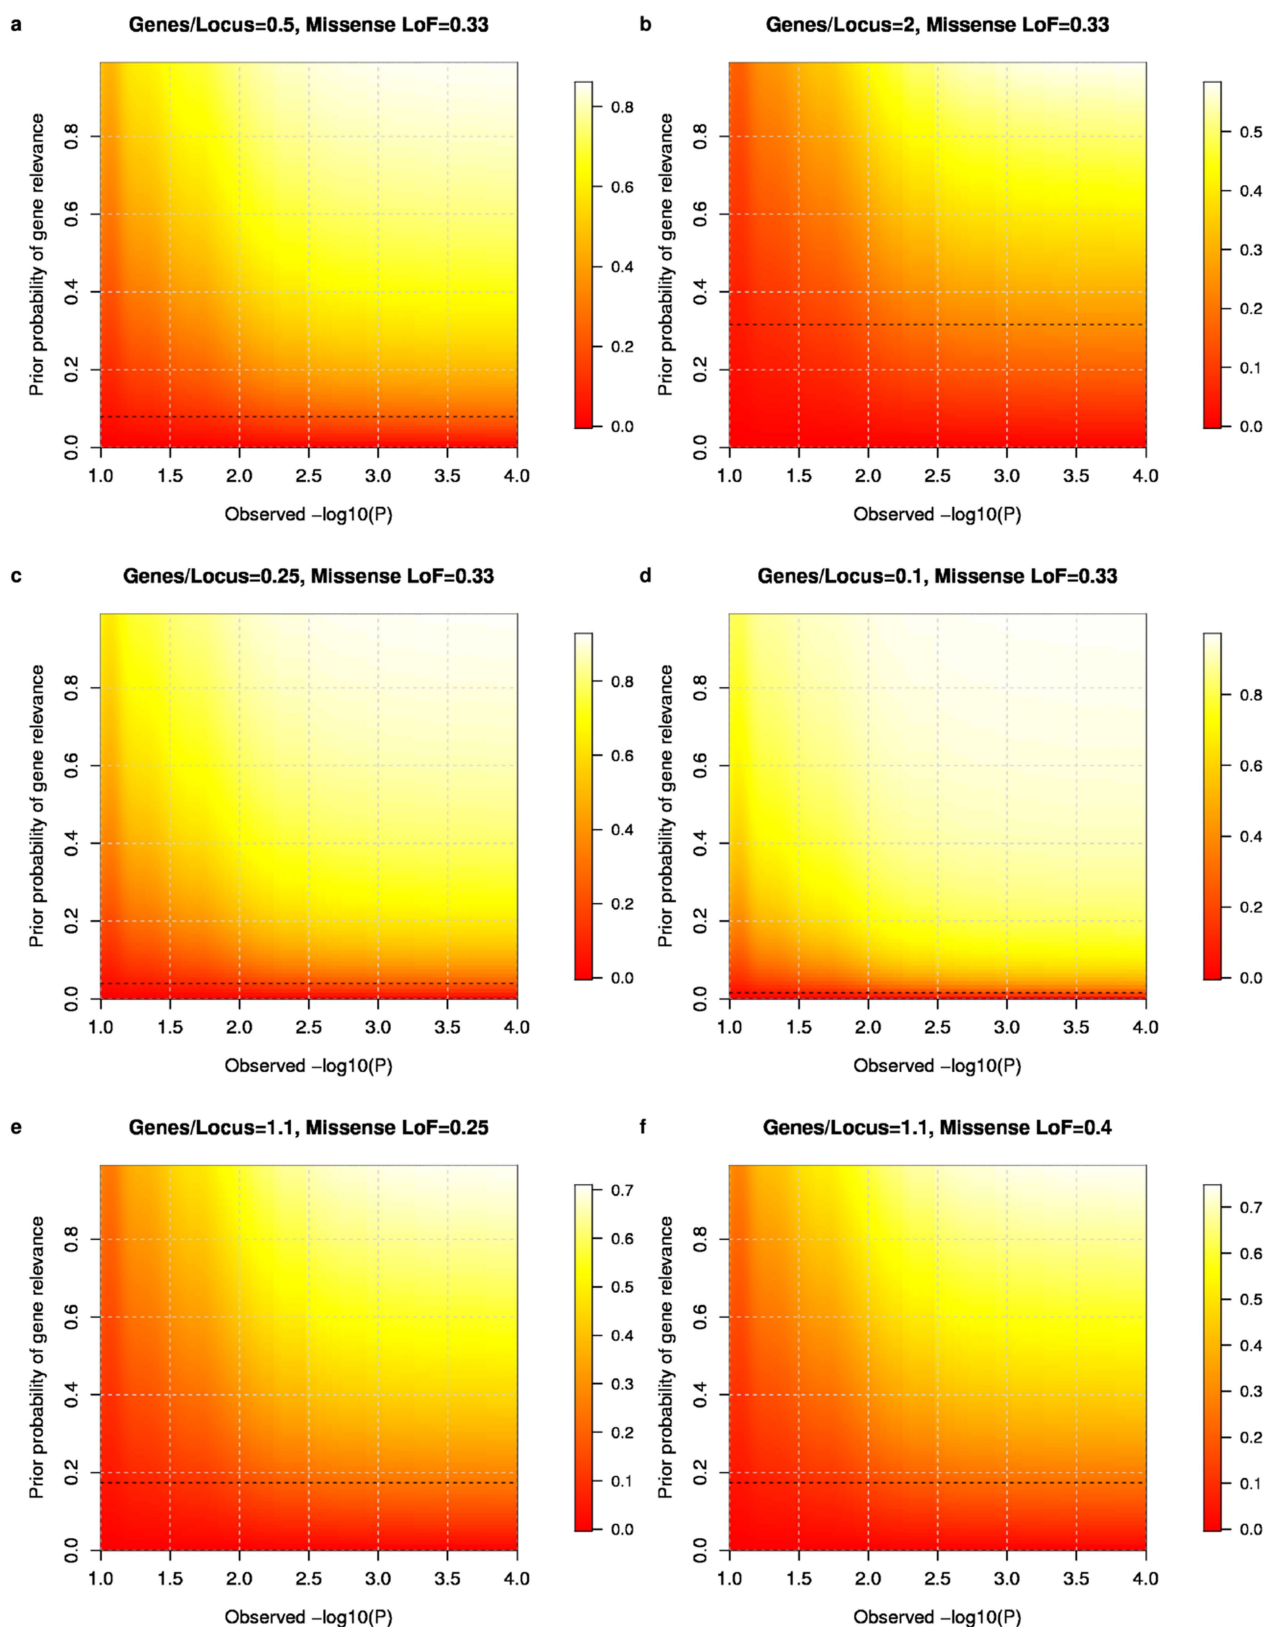 a
Genes/Locus=0.5, Missense LoF=0.33
Prior probability of gene relevance
0.8
0.6
0.4
0.2
0.0
1.0 1.5 2.0 2.5 3.0 3.5 4.0
Observed −log10(P)
0.8
0.6
0.4
0.2
0.0
b
Genes/Locus=2, Missense LoF=0.33
Prior probability of gene relevance
0.8
0.6
0.4
0.2
0.0
1.0 1.5 2.0 2.5 3.0 3.5 4.0
Observed −log10(P)
0.5
0.4
0.3
0.2
0.1
0.0
c
Genes/Locus=0.25, Missense LoF=0.33
Prior probability of gene relevance
0.8
0.6
0.4
0.2
0.0
1.0 1.5 2.0 2.5 3.0 3.5 4.0
Observed −log10(P)
0.8
0.6
0.4
0.2
0.0
d
Genes/Locus=0.1, Missense LoF=0.33
Prior probability of gene relevance
0.8
0.6
0.4
0.2
0.0
1.0 1.5 2.0 2.5 3.0 3.5 4.0
Observed −log10(P)
0.8
0.6
0.4
0.2
0.0
e
Genes/Locus=1.1, Missense LoF=0.25
Prior probability of gene relevance
0.8
0.6
0.4
0.2
0.0
1.0 1.5 2.0 2.5 3.0 3.5 4.0
Observed −log10(P)
0.7
0.6
0.5
0.4
0.3
0.2
0.1
0.0
f
Genes/Locus=1.1, Missense LoF=0.4
Prior probability of gene relevance
0.8
0.6
0.4
0.2
0.0
1.0 1.5 2.0 2.5 3.0 3.5 4.0
Observed −log10(P)
0.7
0.6
0.5
0.4
0.3
0.2
0.1
0.0